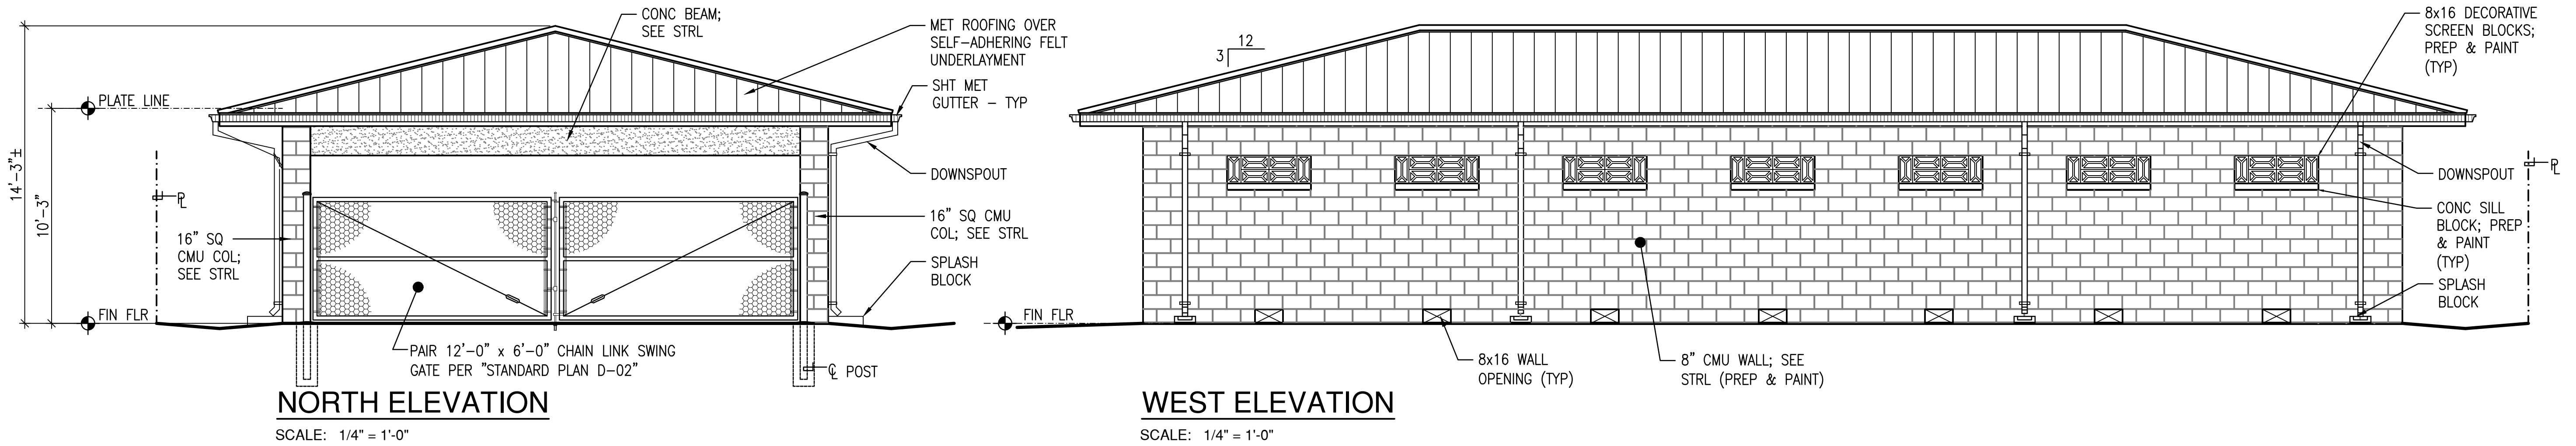 CONC BEAM;
SEE STRL
MET ROOFING OVER
SELF-ADHERING FELT
UNDERLAYMENT
SHT MET
GUTTER - TYP
PLATE LINE
14'-3"±
10'-3"
DOWNSPOUT
PL
16" SQ
CMU COL;
SEE STRL
16" SQ CMU
COL; SEE STRL
SPLASH
BLOCK
FIN FLR
PAIR 12'-0" x 6'-0" CHAIN LINK SWING
GATE PER "STANDARD PLAN D-02"
CL POST
NORTH ELEVATION
SCALE: 1/4" = 1'-0"
12
3
8x16 DECORATIVE
SCREEN BLOCKS;
PREP & PAINT
(TYP)
PL
DOWNSPOUT
CONC SILL
BLOCK; PREP
& PAINT
(TYP)
SPLASH
BLOCK
FIN FLR
8x16 WALL
OPENING (TYP)
8" CMU WALL; SEE
STRL (PREP & PAINT)
WEST ELEVATION
SCALE: 1/4" = 1'-0"